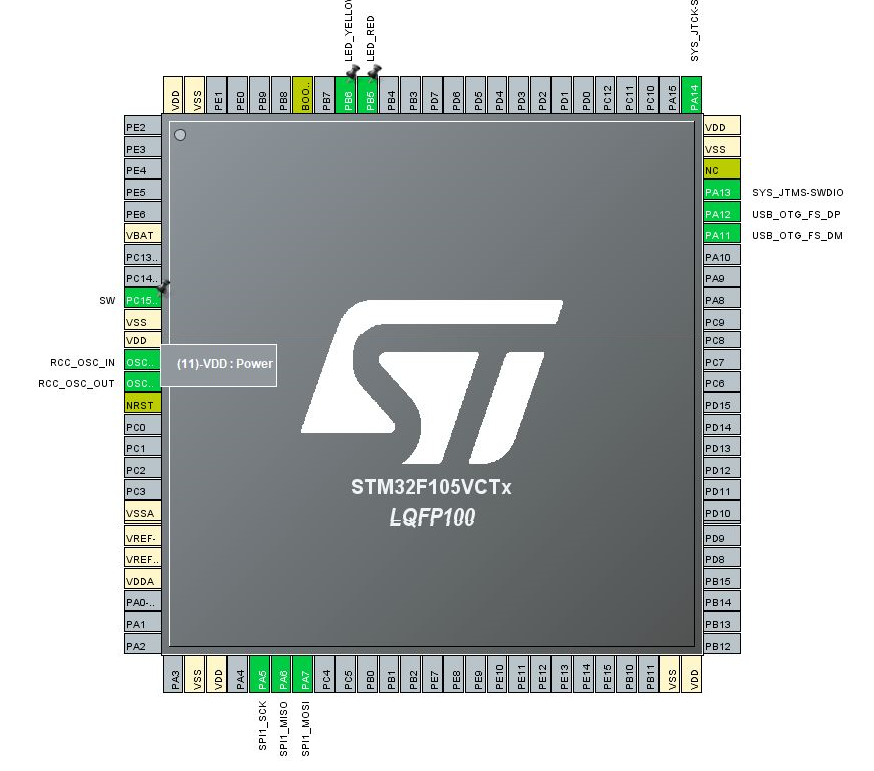 LED_YELLOW
LED_RED
SYS_JTCK-S
VDD
VSS
PE1
PE0
PB9
PB8
BOO..
PB7
PB6
PB5
PB4
PB3
PD7
PD6
PD5
PD4
PD3
PD2
PD1
PD0
PC12
PC11
PC10
PA15
PA14
PE2
PE3
PE4
PE5
PE6
VBAT
PC13..
PC14..
SW PC15..
VSS
VDD
RCC_OSC_IN OSC..
RCC_OSC_OUT OSC..
NRST
PC0
PC1
PC2
PC3
VSSA
VREF-
VREF..
VDDA
PA0-..
PA1
PA2
(11)-VDD : Power
ST
STM32F105VCTx
LQFP100
VDD
VSS
NC
PA13 SYS_JTMS-SWDIO
PA12 USB_OTG_FS_DP
PA11 USB_OTG_FS_DM
PA10
PA9
PA8
PC9
PC8
PC7
PC6
PD15
PD14
PD13
PD12
PD11
PD10
PD9
PD8
PB15
PB14
PB13
PB12
PA3
VSS
VDD
PA4
PA5
PA6
PA7
PC4
PC5
PB0
PB1
PB2
PE7
PE8
PE9
PE10
PE11
PE12
PE13
PE14
PE15
PB10
PB11
VSS
VDD
SPI1_SCK
SPI1_MISO
SPI1_MOSI